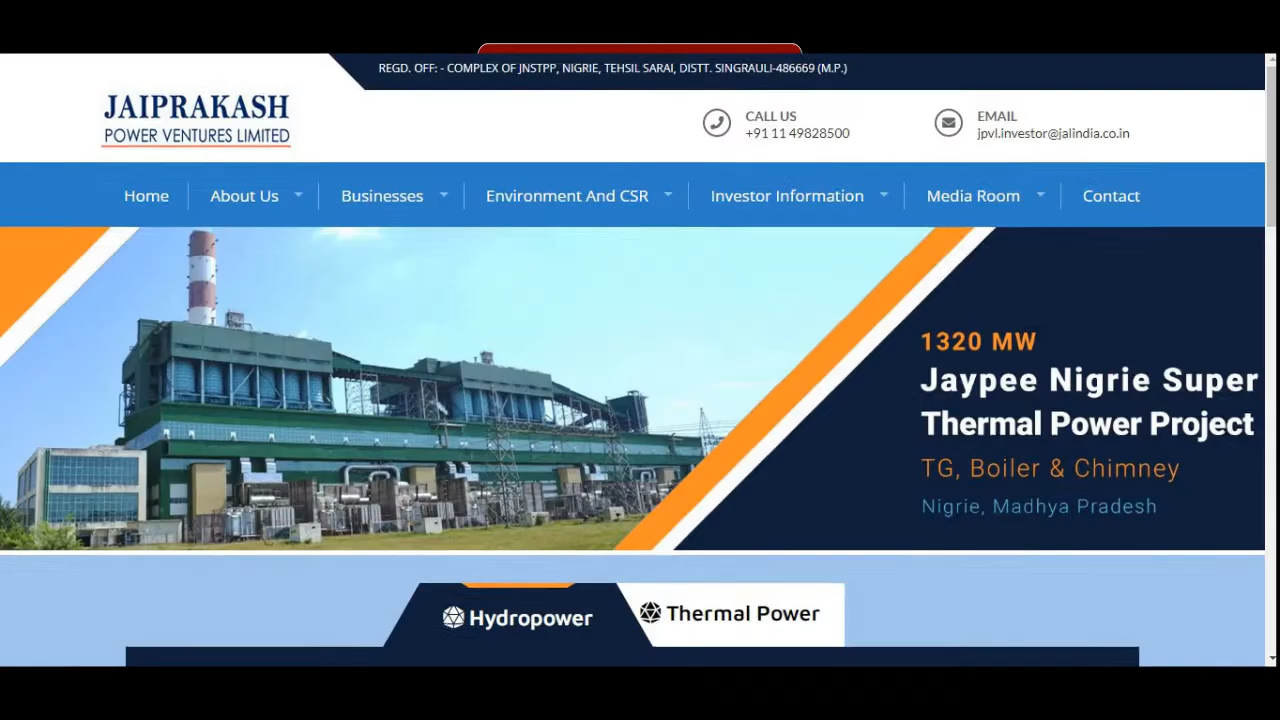 REGD. OFF: - COMPLEX OF JNSTPP, NIGRIE, TEHSIL SARAI, DISTT. SINGRAULI-486669 (M.P.)
JAIPRAKASH
POWER VENTURES LIMITED
CALL US
+91 11 49828500
EMAIL
jpvl.investor@jalindia.co.in
Home About Us Businesses Environment And CSR Investor Information Media Room Contact
1320 MW
Jaypee Nigrie Super
Thermal Power Project
TG, Boiler & Chimney
Nigrie, Madhya Pradesh
Hydropower
Thermal Power